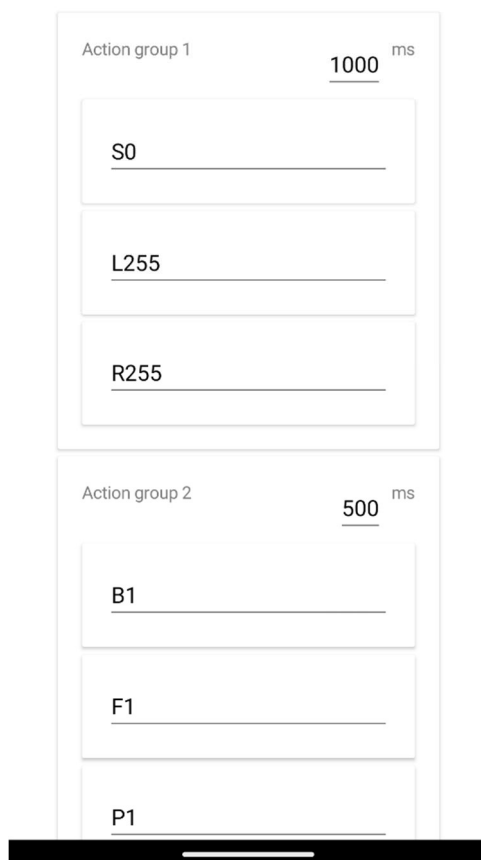 Action group 1
1000 ms
S0
L255
R255
Action group 2
500 ms
B1
F1
P1